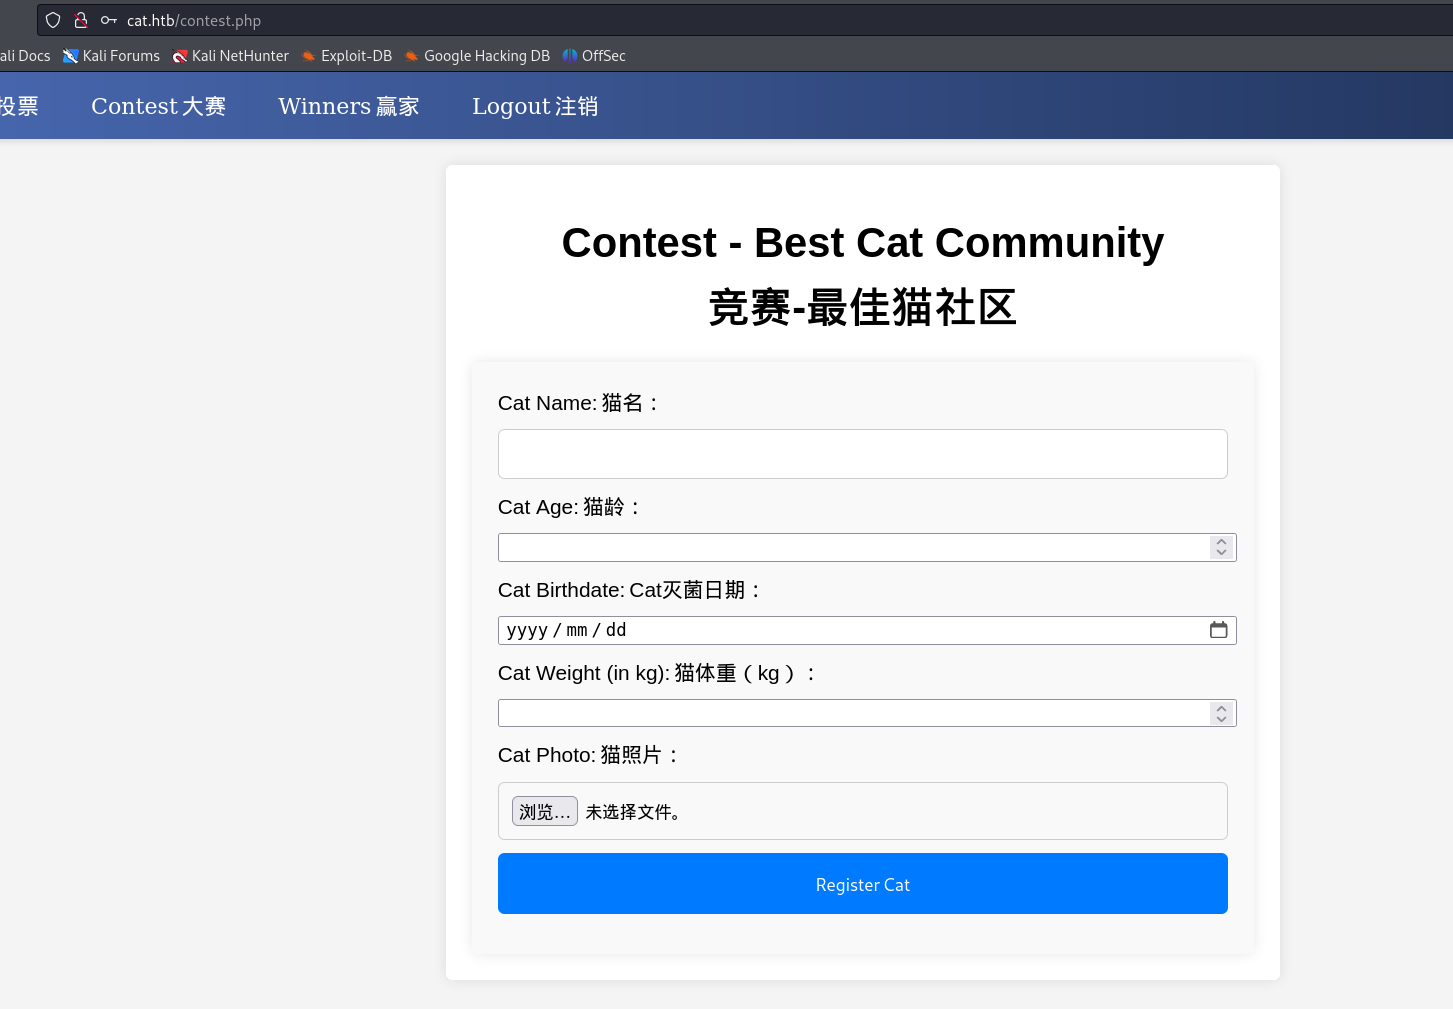 cat.htb/contest.php
ali Docs Kali Forums Kali NetHunter Exploit-DB Google Hacking DB OffSec
投票 Contest 大赛 Winners 赢家 Logout 注销
Contest - Best Cat Community
竞赛-最佳猫社区
Cat Name: 猫名：
Cat Age: 猫龄：
Cat Birthdate: Cat灭菌日期：
yyyy / mm / dd
Cat Weight (in kg): 猫体重（kg）：
Cat Photo: 猫照片：
浏览… 未选择文件。
Register Cat